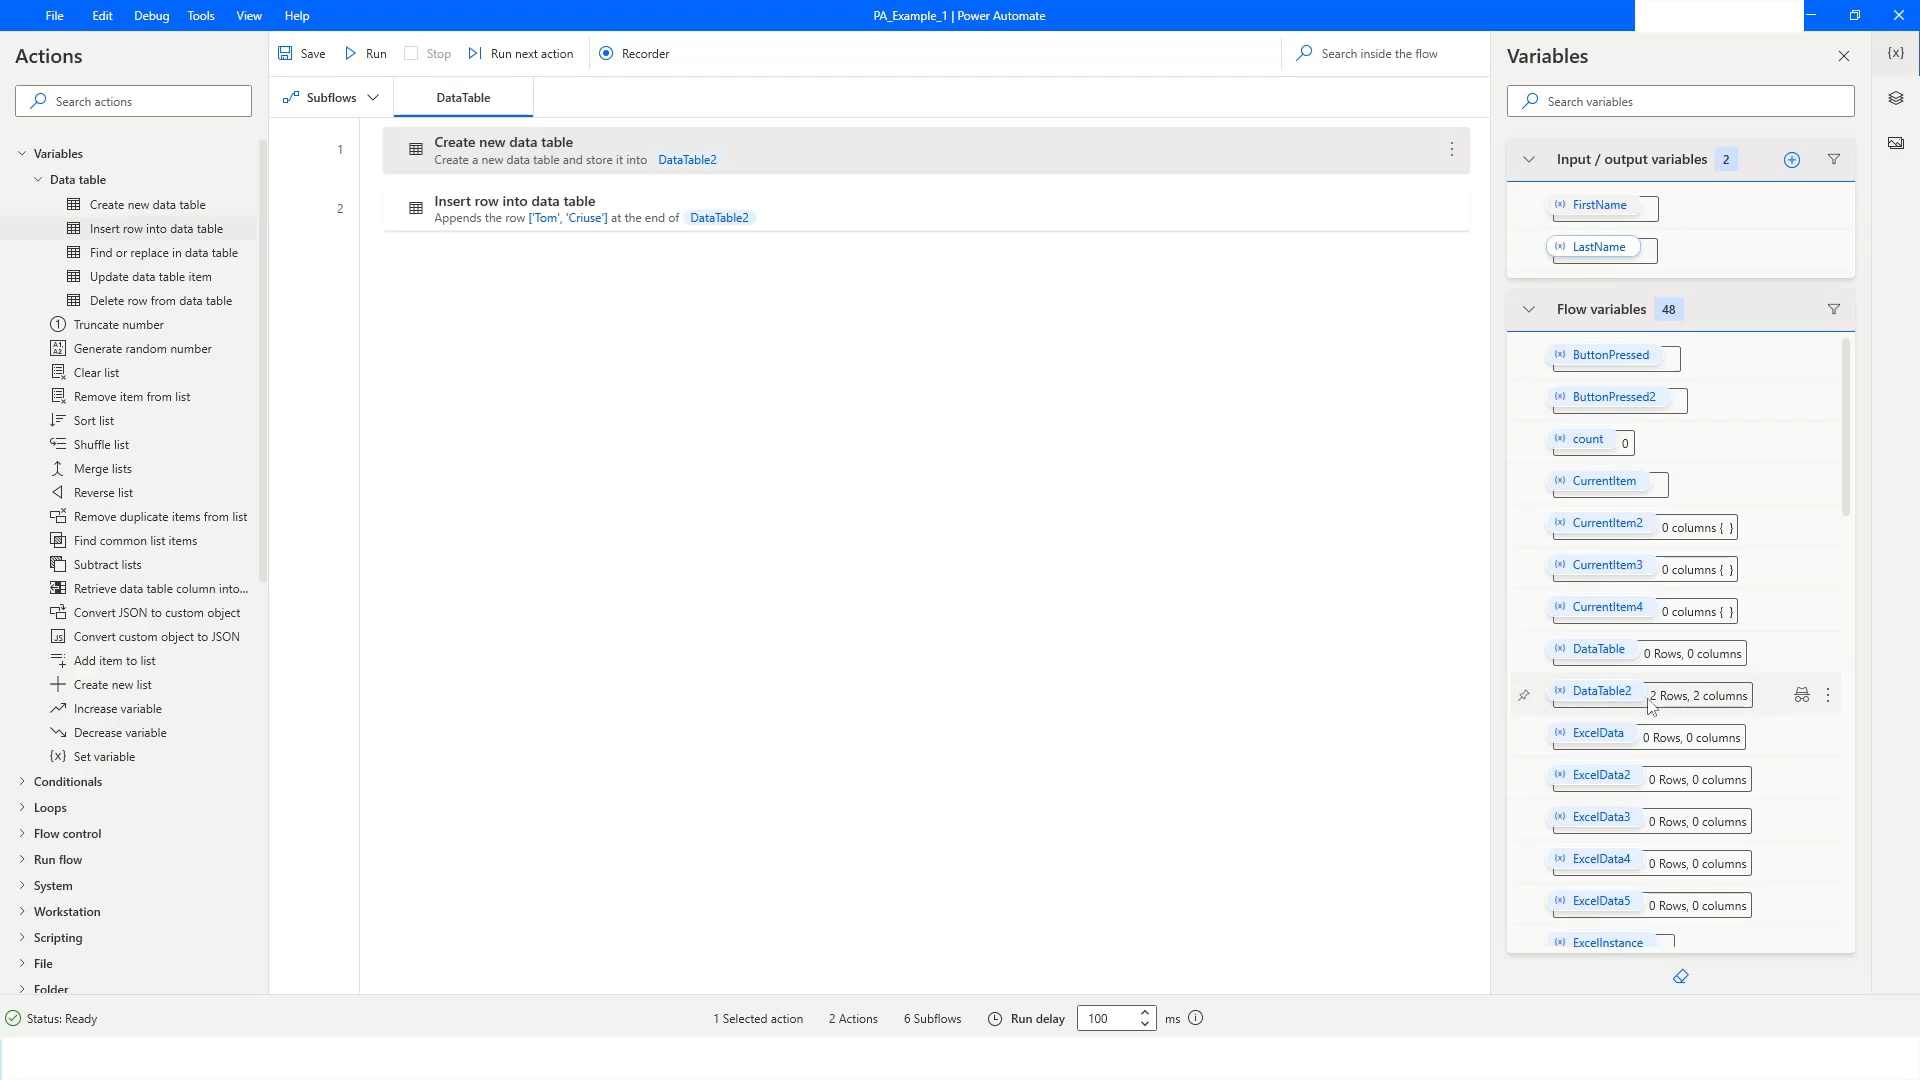 File Edit Debug Tools View Help
PA_Example_1 | Power Automate
Actions
Search actions
Variables
Data table
Create new data table
Insert row into data table
Find or replace in data table
Update data table item
Delete row from data table
Truncate number
Generate random number
Clear list
Remove item from list
Sort list
Shuffle list
Merge lists
Reverse list
Remove duplicate items from list
Find common list items
Subtract lists
Retrieve data table column into...
Convert JSON to custom object
Convert custom object to JSON
Add item to list
Create new list
Increase variable
Decrease variable
{x} Set variable
Conditionals
Loops
Flow control
Run flow
System
Workstation
Scripting
File
Folder
Save Run Stop Run next action Recorder
Search inside the flow
Subflows DataTable
1 Create new data table
Create a new data table and store it into DataTable2
2 Insert row into data table
Appends the row ['Tom', 'Criuse'] at the end of DataTable2
Variables
{x}
Search variables
Input / output variables 2
(x) FirstName
(x) LastName
Flow variables 48
(x) ButtonPressed
(x) ButtonPressed2
(x) count 0
(x) CurrentItem
(x) CurrentItem2 0 columns { }
(x) CurrentItem3 0 columns { }
(x) CurrentItem4 0 columns { }
(x) DataTable 0 Rows, 0 columns
(x) DataTable2 2 Rows, 2 columns
(x) ExcelData 0 Rows, 0 columns
(x) ExcelData2 0 Rows, 0 columns
(x) ExcelData3 0 Rows, 0 columns
(x) ExcelData4 0 Rows, 0 columns
(x) ExcelData5 0 Rows, 0 columns
(x) ExcelInstance
Status: Ready
1 Selected action 2 Actions 6 Subflows Run delay 100 ms